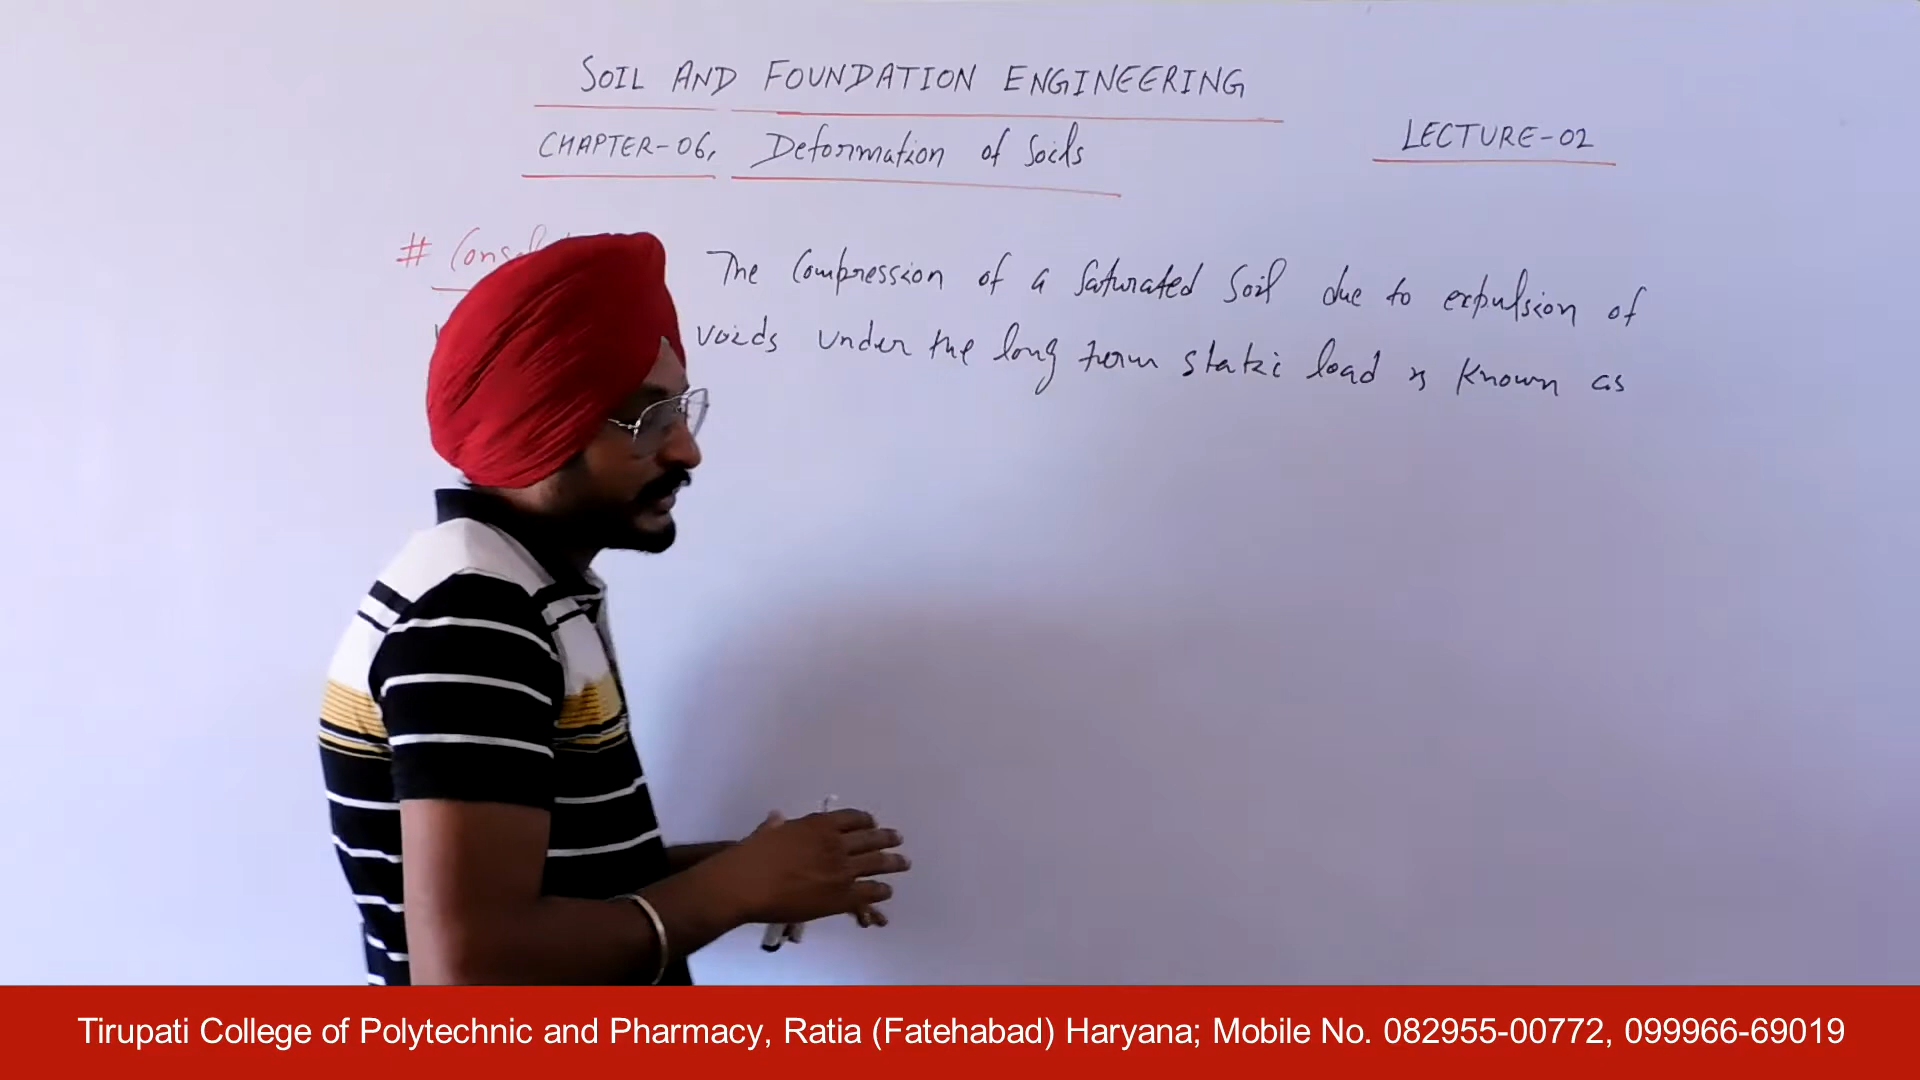 SOIL AND FOUNDATION ENGINEERING
CHAPTER-06, Deformation of Soils
LECTURE-02
# The Compression of a Saturated Soil due to expulsion of
voids under the long term static load is known as
Tirupati College of Polytechnic and Pharmacy, Ratia (Fatehabad) Haryana; Mobile No. 082955-00772, 099966-69019